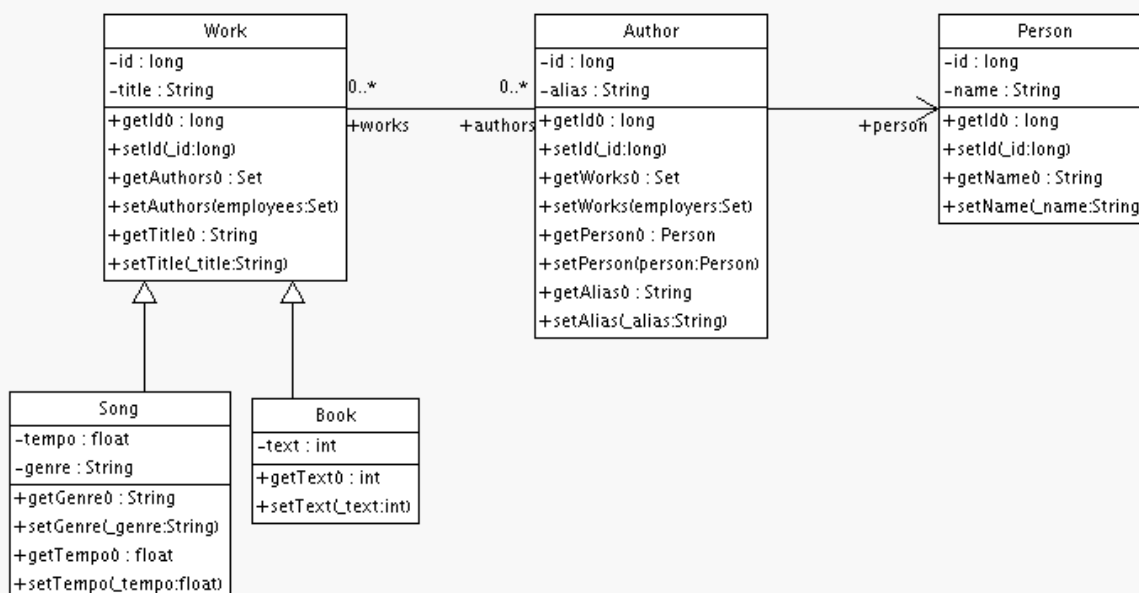 Work
-id : long
-title : String
+getId() : long
+setId(_id:long)
+getAuthors() : Set
+setAuthors(employees:Set)
+getTitle() : String
+setTitle(_title:String)
0..*
+works
0..*
+authors
Author
-id : long
-alias : String
+getId() : long
+setId(_id:long)
+getWorks() : Set
+setWorks(employers:Set)
+getPerson() : Person
+setPerson(person:Person)
+getAlias() : String
+setAlias(_alias:String)
+person
Person
-id : long
-name : String
+getId() : long
+setId(_id:long)
+getName() : String
+setName(_name:String
Song
-tempo : float
-genre : String
+getGenre() : String
+setGenre(_genre:String)
+getTempo() : float
+setTempo(_tempo:float)
Book
-text : int
+getText() : int
+setText(_text:int)